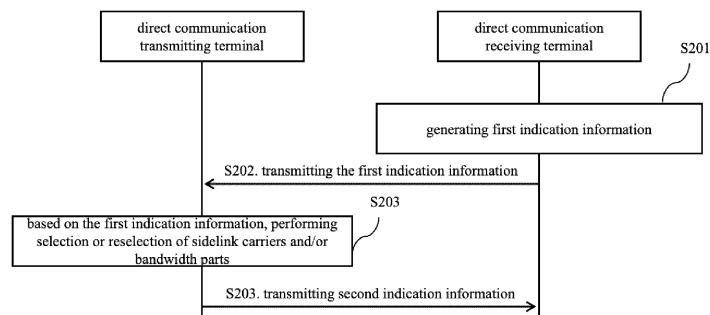 direct communication
transmitting terminal
direct communication
receiving terminal
S201
generating first indication information
S202. transmitting the first indication information
S203
based on the first indication information, performing
selection or reselection of sidelink carriers and/or
bandwidth parts
S203. transmitting second indication information